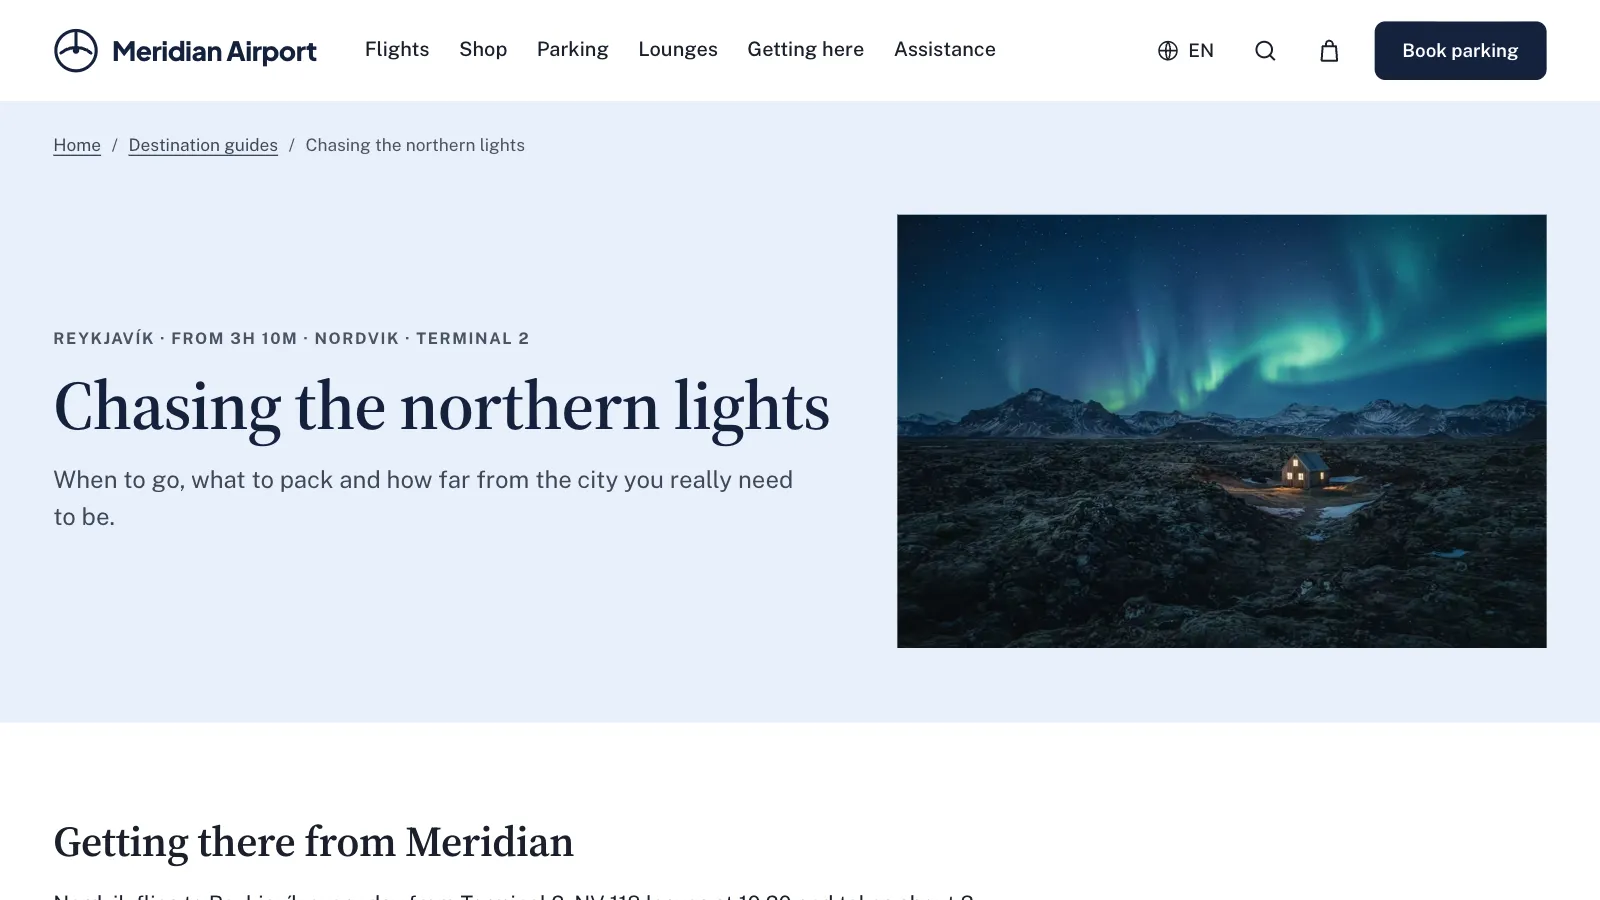 Meridian Airport
Flights
Shop
Parking
Lounges
Getting here
Assistance
EN
Book parking
Home / Destination guides / Chasing the northern lights
REYKJAVÍK · FROM 3H 10M · NORDVIK · TERMINAL 2
Chasing the northern lights
When to go, what to pack and how far from the city you really need
to be.
Getting there from Meridian